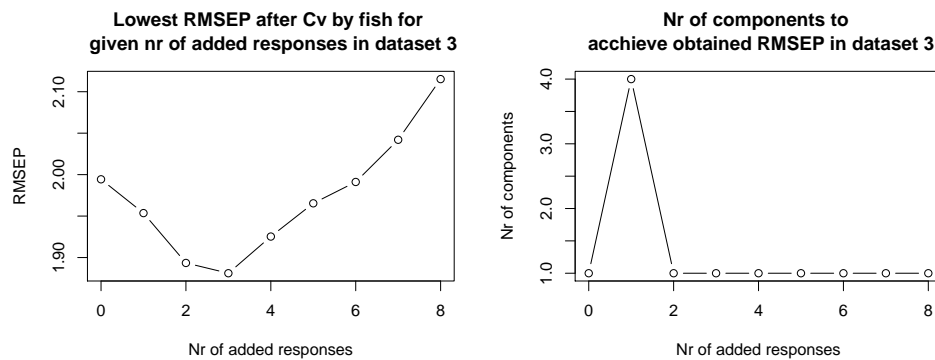 Lowest RMSEP after Cv by fish for
given nr of added responses in dataset 3
RMSEP
2.10
2.00
1.90
0 2 4 6 8
Nr of added responses
Nr of components to
acchieve obtained RMSEP in dataset 3
Nr of components
4.0
3.0
2.0
1.0
0 2 4 6 8
Nr of added responses